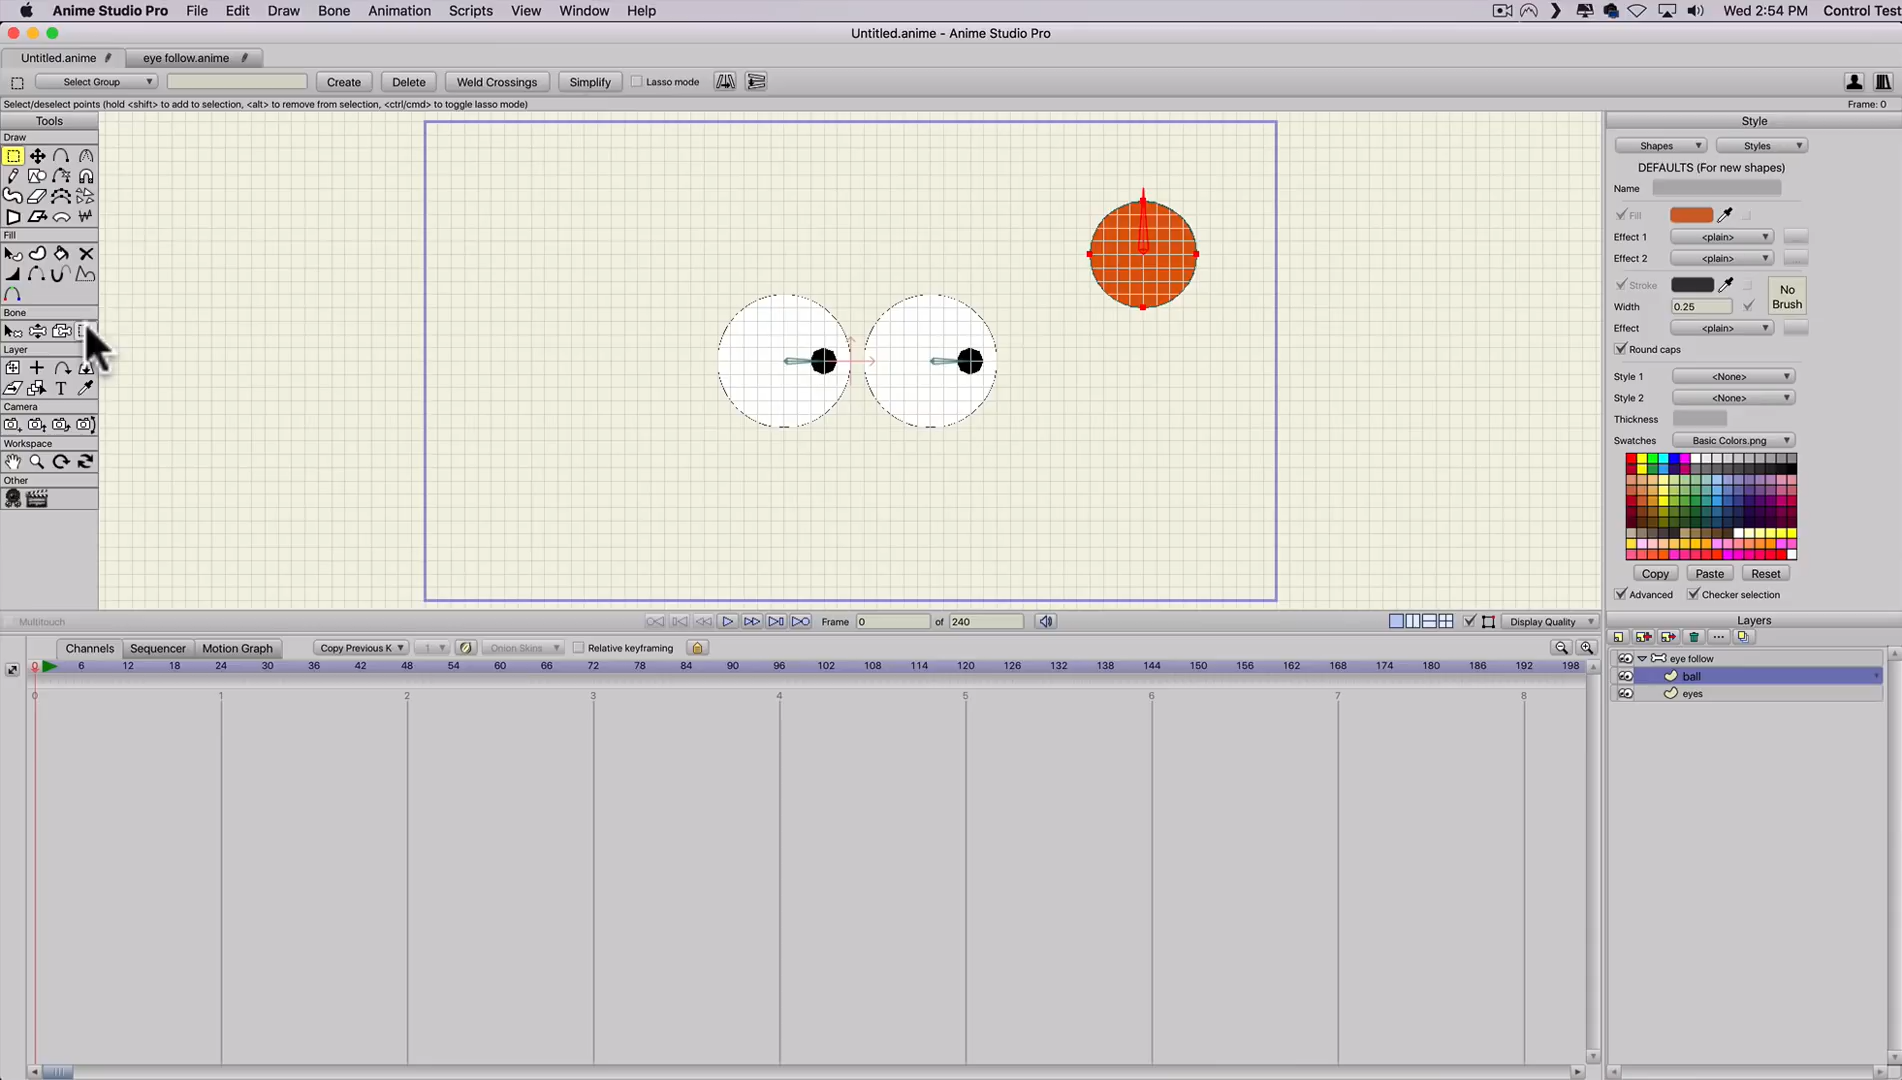 Anime Studio Pro File Edit Draw Bone Animation Scripts View Window Help Wed 2:54 PM Control Test
Untitled.anime - Anime Studio Pro
Untitled.anime eye follow.anime
Select Group Create Delete Weld Crossings Simplify Lasso mode
Select/deselect points (hold <shift> to add to selection, <alt> to remove from selection, <ctrl/cmd> to toggle lasso mode) Frame: 0
Tools
Draw
Fill
Bone
Layer
T
Camera
Workspace
Other
Style
Shapes Styles
DEFAULTS (For new shapes)
Name
Fill
Effect 1 <plain>
Effect 2 <plain>
Stroke
No Brush
Width 0.25
Effect <plain>
Round caps
Style 1 <None>
Style 2 <None>
Thickness
Swatches Basic Colors.png
Copy Paste Reset
Advanced Checker selection
Multitouch Frame 0 of 240 Display Quality
Channels Sequencer Motion Graph Copy Previous K 1 Onion Skins Relative keyframing
0 6 12 18 24 30 36 42 48 54 60 66 72 78 84 90 96 102 108 114 120 126 132 138 144 150 156 162 168 174 180 186 192 198
0 1 2 3 4 5 6 7 8
Layers
eye follow
ball
eyes